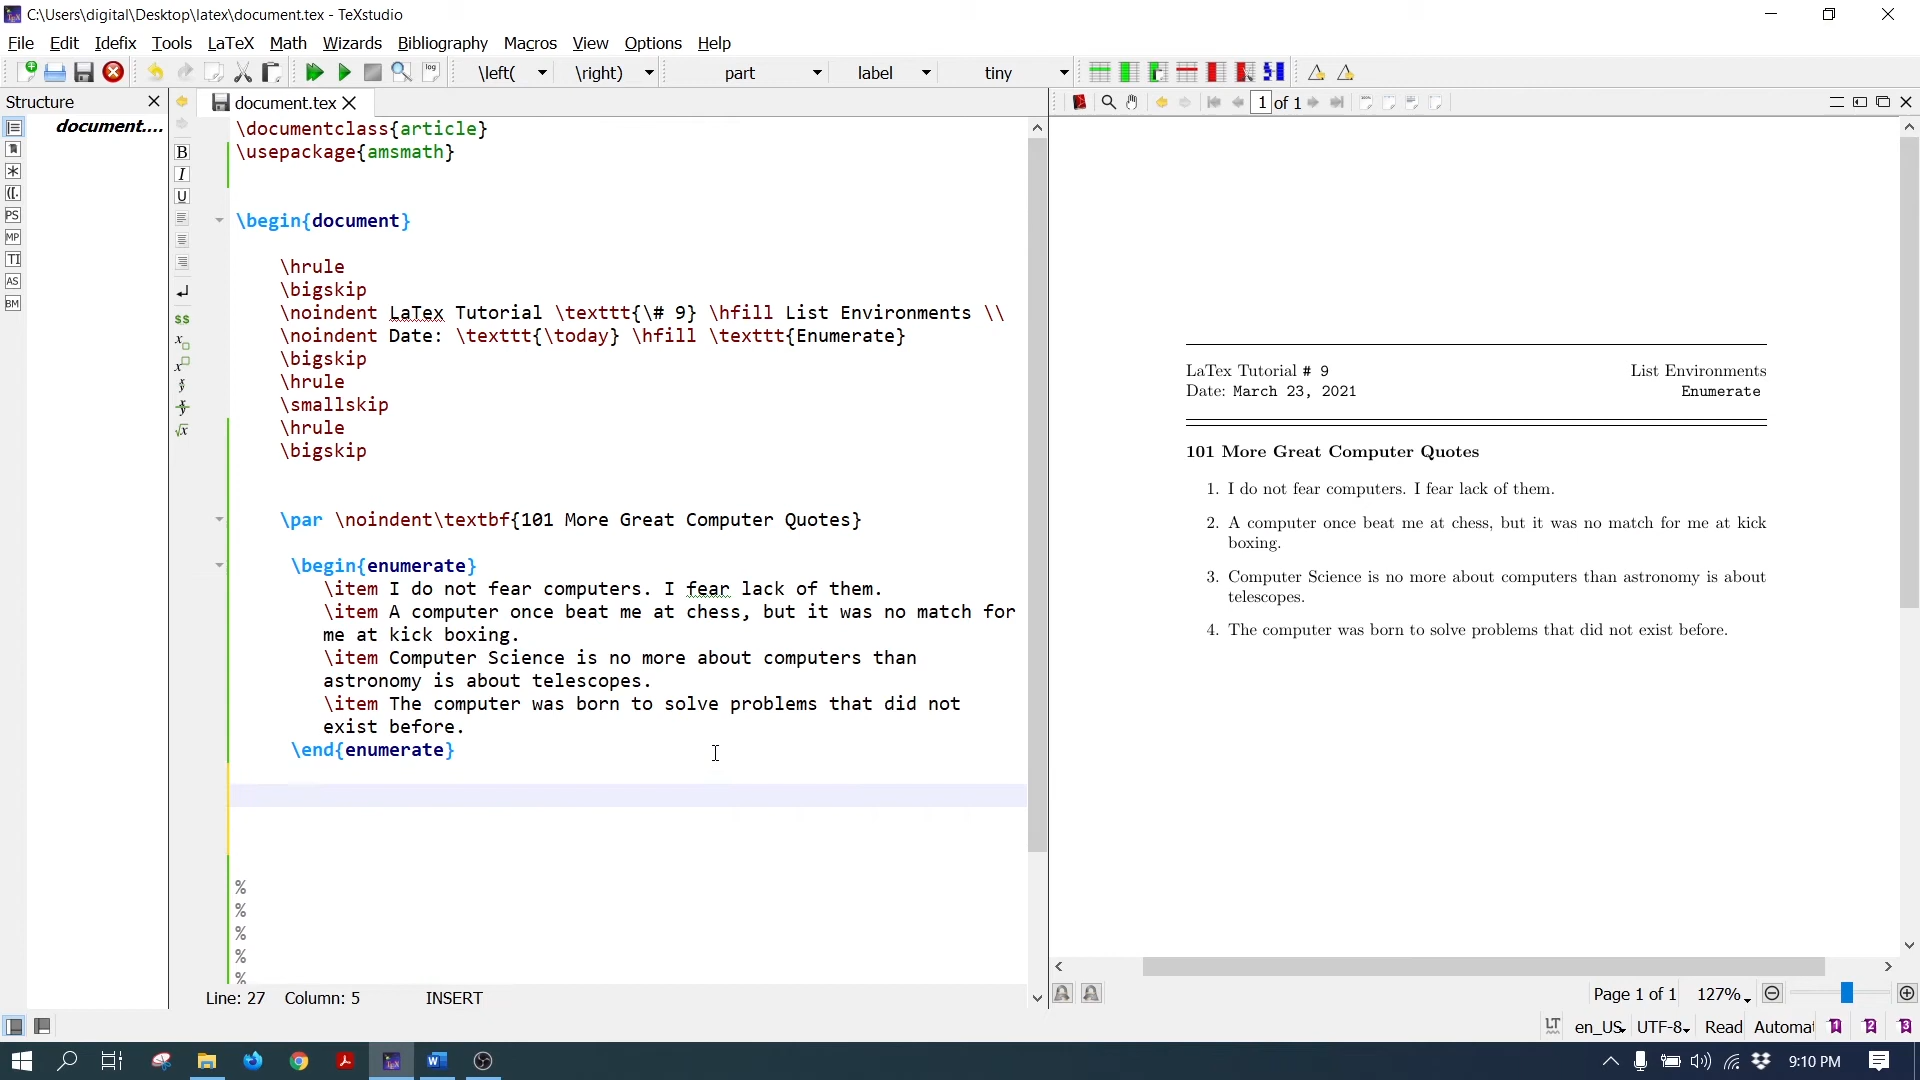 C:\Users\digital\Desktop\latex\document.tex - TeXstudio
File Edit Idefix Tools LaTeX Math Wizards Bibliography Macros View Options Help
\left( \right) part label tiny
Structure
document.tex
1 of 1
document....
B
I
U
PS
MP
TI
AS
BM
$$
\documentclass{article}
\usepackage{amsmath}
\begin{document}
\hrule
\bigskip
\noindent LaTex Tutorial \texttt{\# 9} \hfill List Environments \\
\noindent Date: \texttt{\today} \hfill \texttt{Enumerate}
\bigskip
\hrule
\smallskip
\hrule
\bigskip
\par \noindent\textbf{101 More Great Computer Quotes}
\begin{enumerate}
\item I do not fear computers. I fear lack of them.
\item A computer once beat me at chess, but it was no match for
me at kick boxing.
\item Computer Science is no more about computers than
astronomy is about telescopes.
\item The computer was born to solve problems that did not
exist before.
\end{enumerate}
%
%
%
%
%
LaTex Tutorial # 9 List Environments
Date: March 23, 2021 Enumerate
101 More Great Computer Quotes
1. I do not fear computers. I fear lack of them.
2. A computer once beat me at chess, but it was no match for me at kick
boxing.
3. Computer Science is no more about computers than astronomy is about
telescopes.
4. The computer was born to solve problems that did not exist before.
Line: 27 Column: 5 INSERT
Page 1 of 1 127%
LT en_US UTF-8 Read Automat 1 2 3
9:10 PM